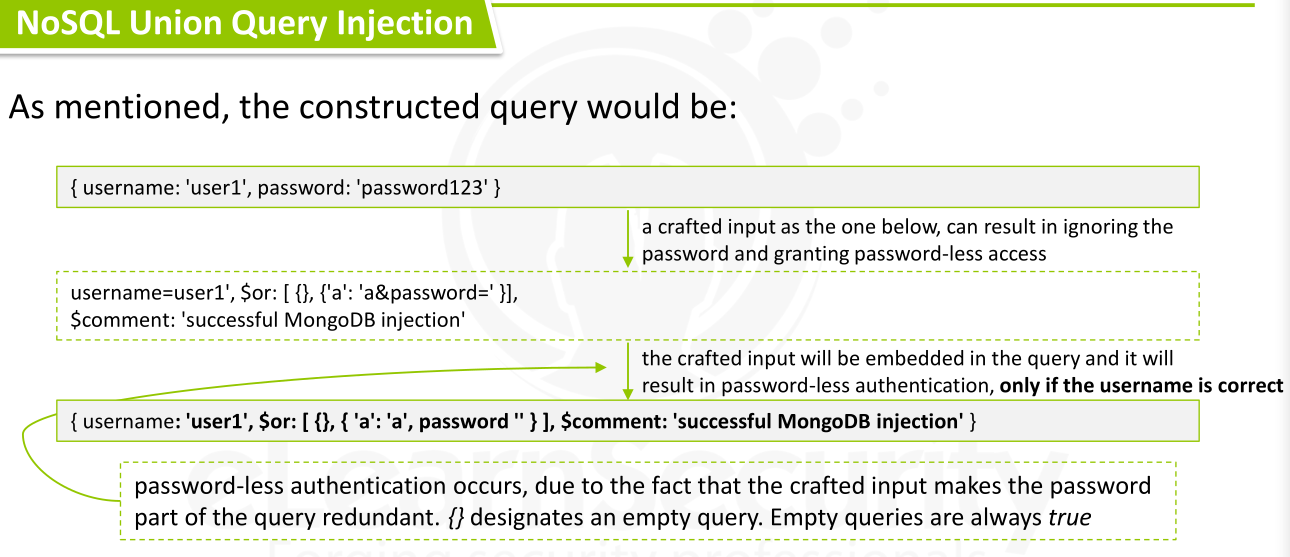 NoSQL Union Query Injection
As mentioned, the constructed query would be:
{ username: 'user1', password: 'password123' }
a crafted input as the one below, can result in ignoring the
password and granting password-less access
username=user1', $or: [ {}, {'a': 'a&password=' }],
$comment: 'successful MongoDB injection'
the crafted input will be embedded in the query and it will
result in password-less authentication, only if the username is correct
{ username: 'user1', $or: [ {}, { 'a': 'a', password '' } ], $comment: 'successful MongoDB injection' }
password-less authentication occurs, due to the fact that the crafted input makes the password
part of the query redundant. {} designates an empty query. Empty queries are always true
eLearnSecurity
Forging security professionals